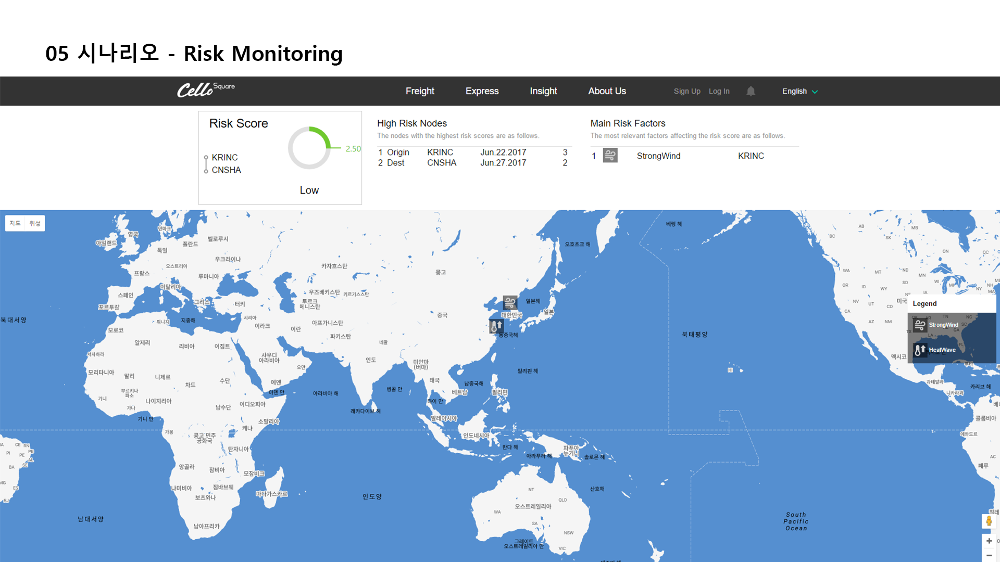 05 시나리오 - Risk Monitoring
Cello Square
Freight
Express
Insight
About Us
Sign Up
Log In
English
Risk Score
KRINC
CNSHA
2.50
Low
High Risk Nodes
The nodes with the highest risk scores are as follows.
1 Origin KRINC Jun.22.2017 3
2 Dest CNSHA Jun.27.2017 2
Main Risk Factors
The most relevant factors affecting the risk score are as follows.
1 StrongWind KRINC
지도
위성
영국
아일랜드
덴마크
벨로루시
폴란드
독일
우크라이나
오스트리아
프랑스
루마니아
이탈리아
스페인
포르투갈
그리스
터키
카자흐스탄
몽고
우즈베키스탄
키르기스스탄
투르크
메니스탄
북대서양
지중해
튀니지
시리아
이라크
이란
아프가니스탄
파키스탄
중국
대한민국
일본해
일본
동중국해
모로코
알제리
리비아
이집트
서사하라
사우디
아라비아
오만
네팔
인도
미얀마
(버마)
모리타니아
말리
니제르
차드
수단
예멘
아덴 만
아라비아 해
벵골 만
태국
남중국해
베트남
필리핀
필리핀 해
부르키나
파소
기니
가나
나이지리아
남수단
이디오피아
타이 만
래카다이브 해
소말리아
말레이시아
기니 만
가봉
케냐
콩고 민주
공화국
탄자니아
인도네시아
반다 해
아라푸라 해
파푸아
뉴기니
솔로몬 해
앙골라
잠비아
모잠비크
나미비아
짐바브웨
보츠와나
마다가스카르
인도양
산호해
남대서양
남아프리카
오스트레일리아
NT
QLD
WA
SA
NSW
VIC
그레이트
오스트레일리아 만
오호츠크 해
베링 해
북태평양
HI
South
Pacific
Ocean
AB
MB
BC
SK
ON
QC
WA
MT
ND
MN
OR
ID
SD
WY
WI
MI
NY
NH
MA
IA
NV
UT
CO
CA
AZ
NM
미국
Legend
StrongWind
HeatWave
OK
AR
TN
NC
SC
GA
TX
LA
FL
멕시코
쿠바
과테말라
니카라과
카리브 해
콜롬비아
에콰도르
AC
페루
CE
RN
PB
PI
PE
AL
SE
BA
ES
RJ